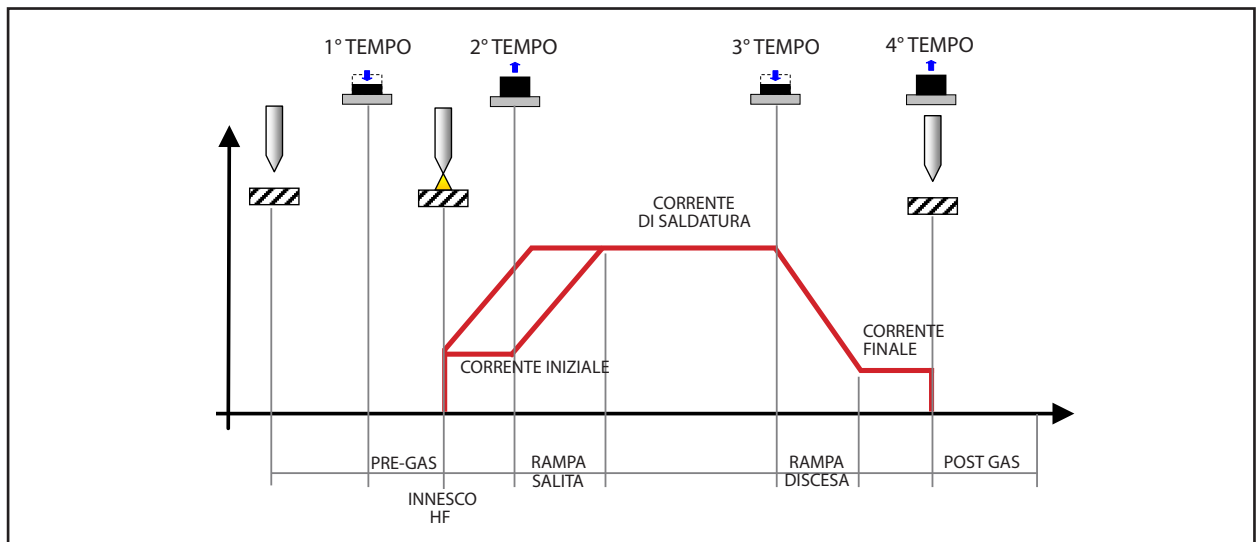 1° TEMPO
2° TEMPO
3° TEMPO
4° TEMPO
CORRENTE
DI SALDATURA
CORRENTE
FINALE
CORRENTE INIZIALE
PRE-GAS
RAMPA
SALITA
RAMPA
DISCESA
POST GAS
INNESCO
HF